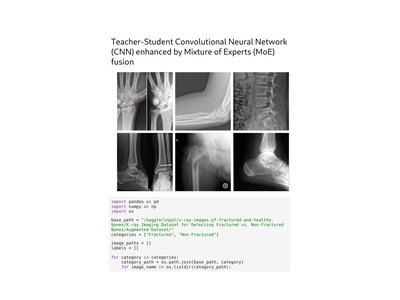 Teacher-Student Convolutional Neural Network
(CNN) enhanced by Mixture of Experts (MoE)
fusion
import pandas as pd
import numpy as np
import os
base_path = '/kaggle/input/x-ray-images-of-fractured-and-healthy-
bones/X-ray Imaging Dataset for Detecting Fractured vs. Non-Fractured
Bones/Augmented Dataset/'
categories = ["Fractured", "Non-Fractured"]
image_paths = []
labels = []
for category in categories:
category_path = os.path.join(base_path, category)
for image_name in os.listdir(category_path):